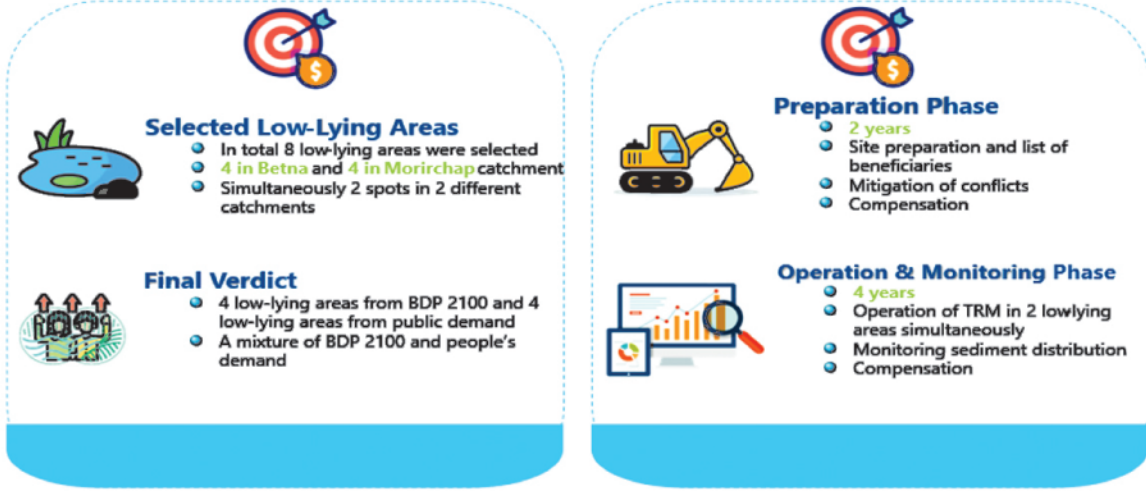 $
Selected Low-Lying Areas
In total 8 low-lying areas were selected
4 in Betna and 4 in Morirchap catchment
Simultaneously 2 spots in 2 different
catchments
Final Verdict
4 low-lying areas from BDP 2100 and 4
low-lying areas from public demand
A mixture of BDP 2100 and people's
demand
$
Preparation Phase
2 years
Site preparation and list of
beneficiaries
Mitigation of conflicts
Compensation
Operation & Monitoring Phase
4 years
Operation of TRM in 2 lowlying
areas simultaneously
Monitoring sediment distribution
Compensation